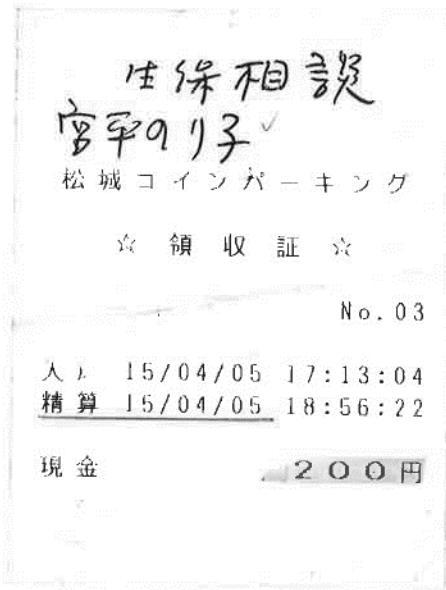 生保相談
宮平のり子
松城コインパーキング
☆ 領収証 ☆
No.03
入庫 15/04/05 17:13:04
精算 15/04/05 18:56:22
現金 200円